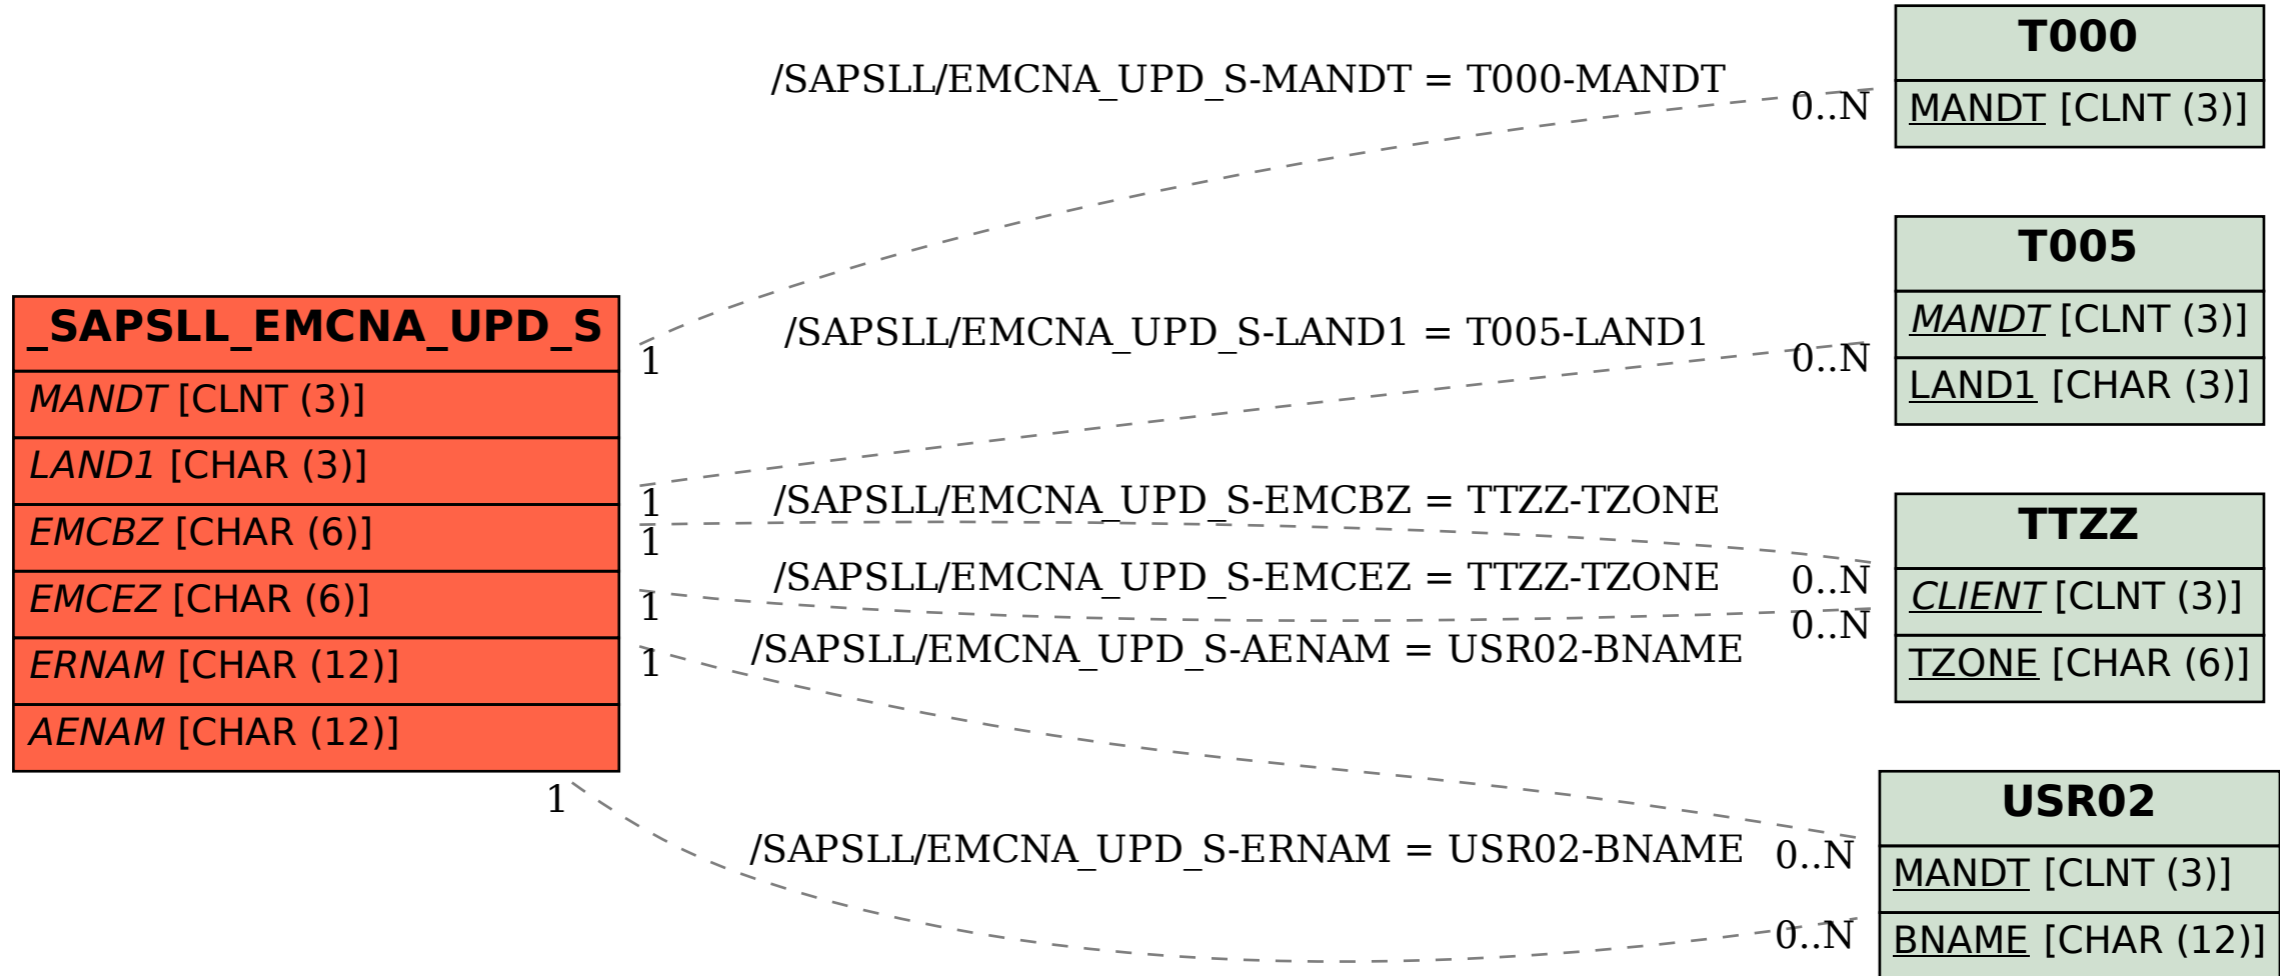 _SAPSLL_EMCNA_UPD_S
MANDT [CLNT (3)]
LAND1 [CHAR (3)]
EMCBZ [CHAR (6)]
EMCEZ [CHAR (6)]
ERNAM [CHAR (12)]
AENAM [CHAR (12)]
/SAPSLL/EMCNA_UPD_S-MANDT = T000-MANDT
0..N
1
/SAPSLL/EMCNA_UPD_S-LAND1 = T005-LAND1
0..N
1
/SAPSLL/EMCNA_UPD_S-EMCBZ = TTZZ-TZONE
0..N
1
/SAPSLL/EMCNA_UPD_S-EMCEZ = TTZZ-TZONE
0..N
1
/SAPSLL/EMCNA_UPD_S-AENAM = USR02-BNAME
0..N
1
/SAPSLL/EMCNA_UPD_S-ERNAM = USR02-BNAME
0..N
1
T000
MANDT [CLNT (3)]
T005
MANDT [CLNT (3)]
LAND1 [CHAR (3)]
TTZZ
CLIENT [CLNT (3)]
TZONE [CHAR (6)]
USR02
MANDT [CLNT (3)]
BNAME [CHAR (12)]